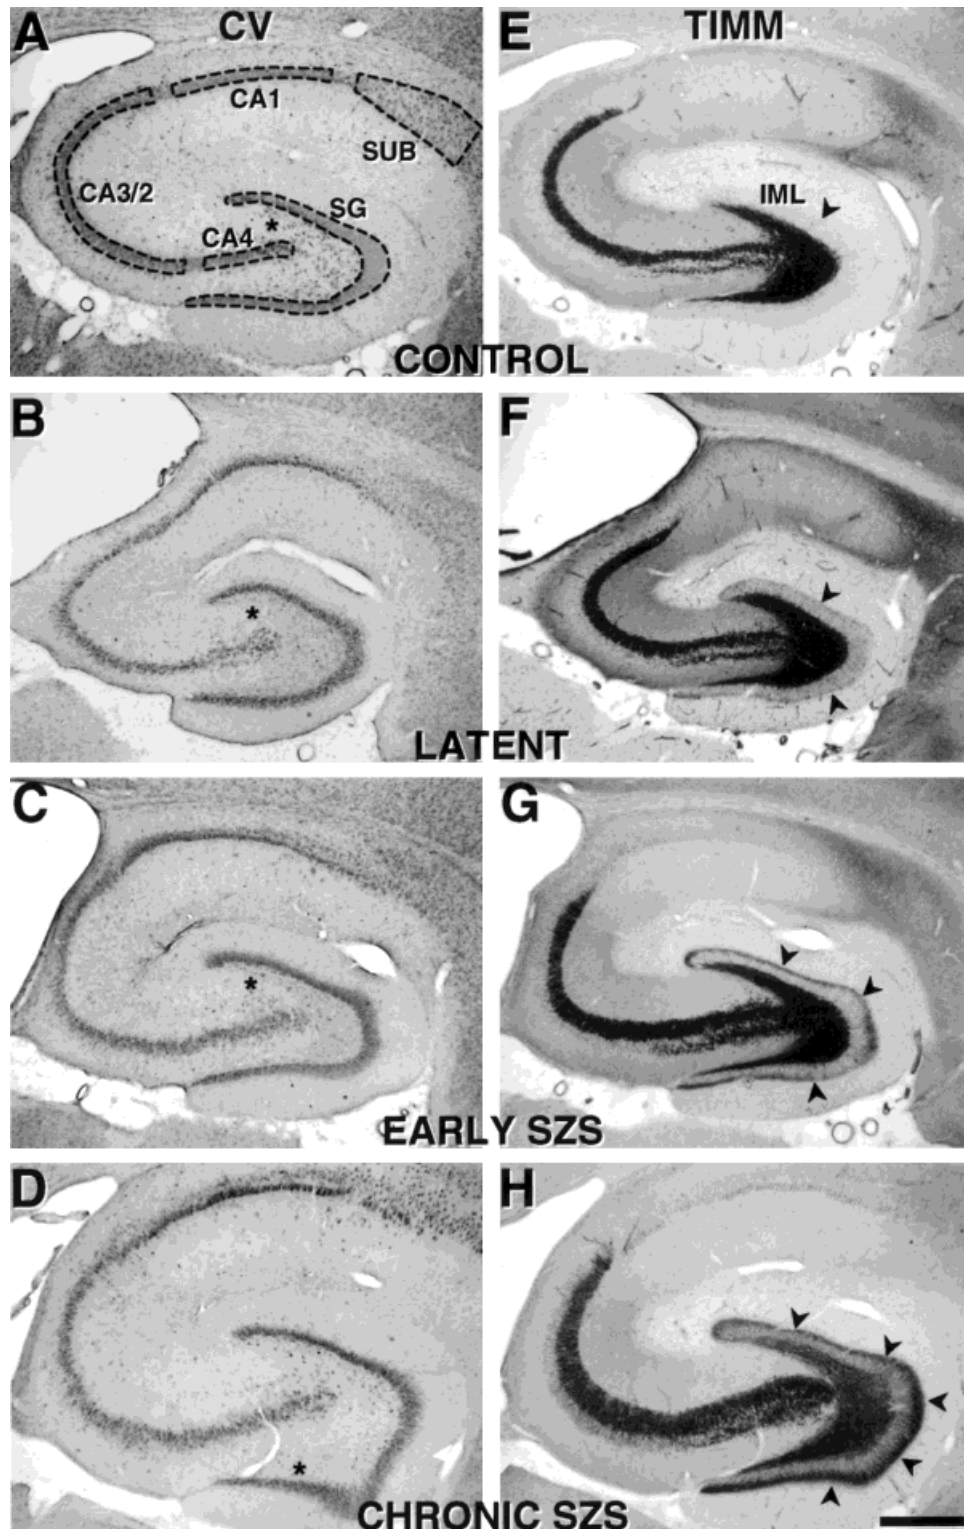 A
CV
CA1
SUB
CA3/2
SG
*
CA4
E
TIMM
IML
CONTROL
B
*
F
LATENT
C
*
G
EARLY SZS
D
*
H
CHRONIC SZS